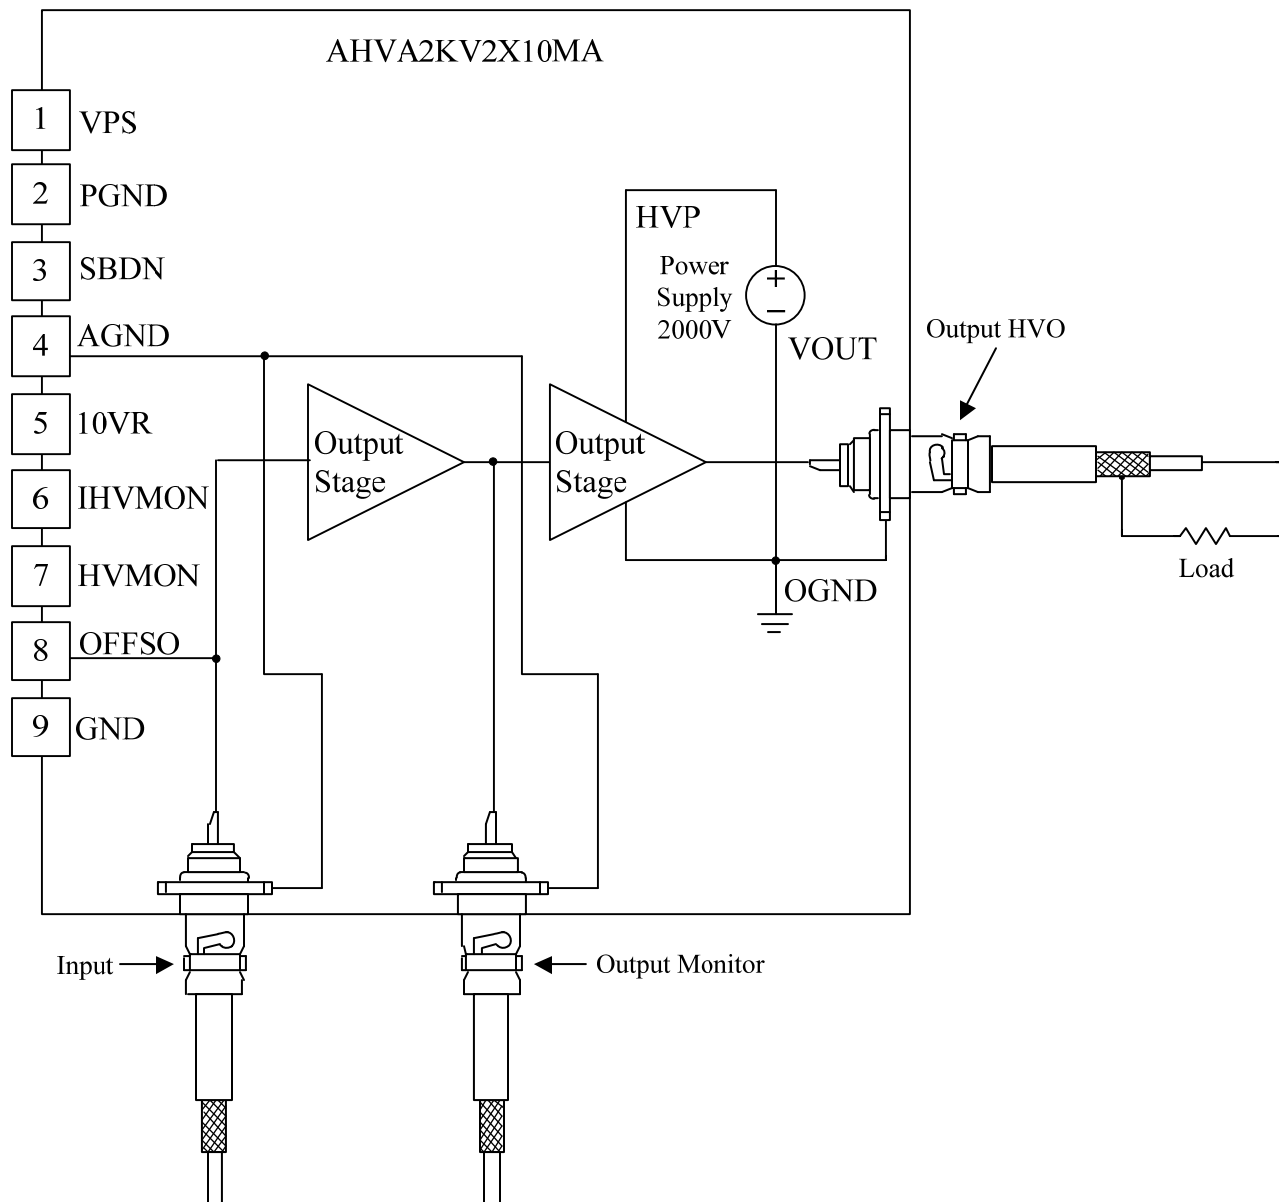 AHVA2KV2X10MA
1 VPS
2 PGND
3 SBDN
4 AGND
5 10VR
6 IHVMON
7 HVMON
8 OFFSO
9 GND
Output
Stage
Output
Stage
HVP
Power
Supply
2000V
+
−
VOUT
OGND
Output HVO
Load
Input
Output Monitor